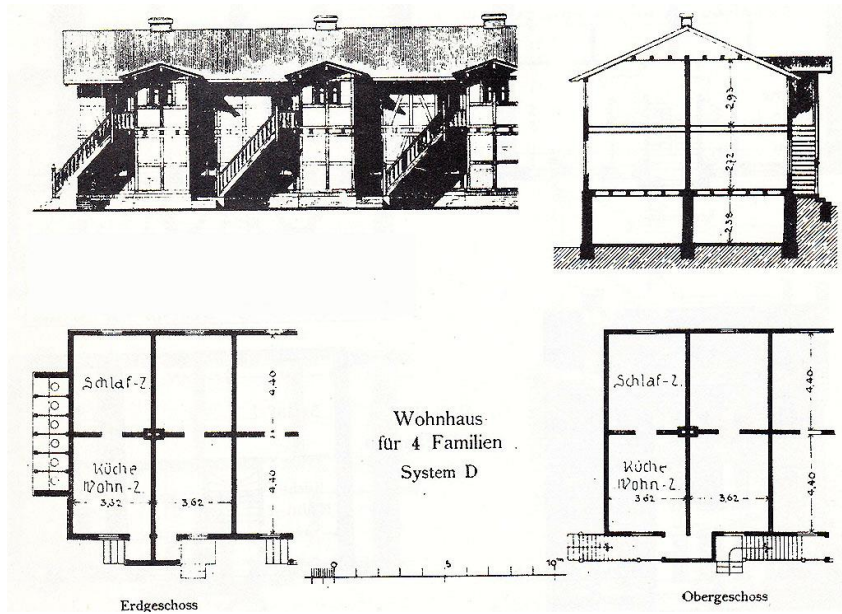 2,93
2,72
2,38
Schlaf-Z.
4,40
Küche
Wohn-Z.
3,62
3,62
4,40
Erdgeschoss
Wohnhaus
für 4 Familien
System D
0
5
10 m
Schlaf-Z.
4,40
Küche
Wohn-Z.
3,62
3,62
4,40
Obergeschoss